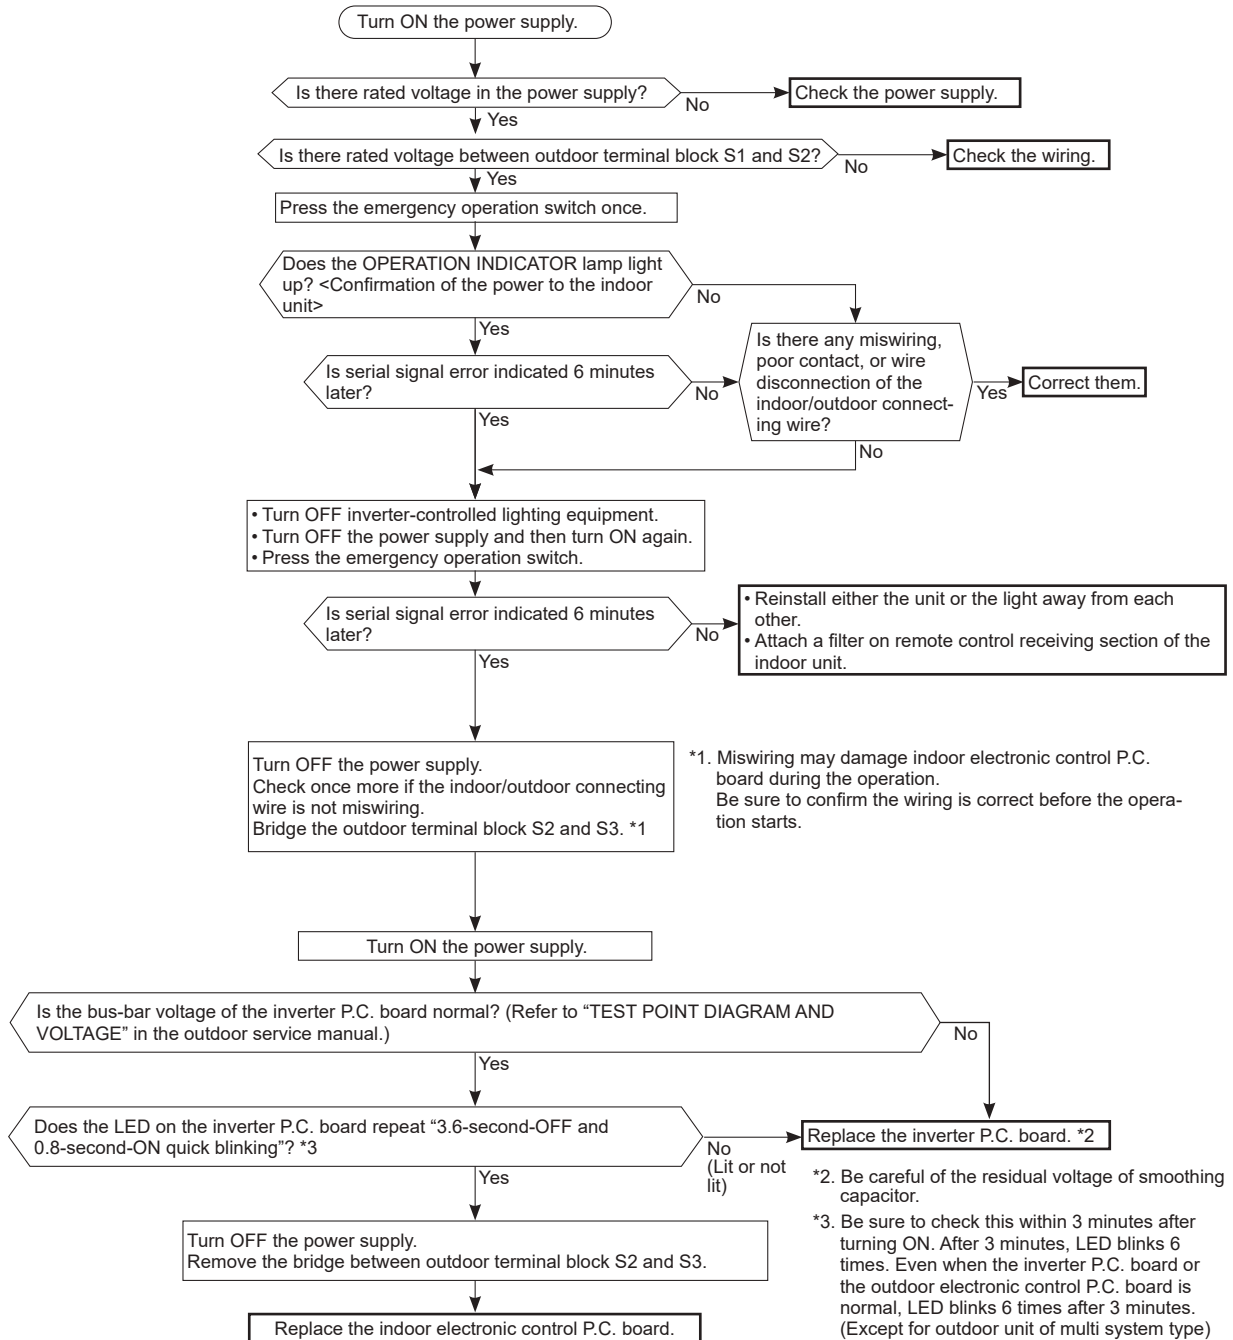 Turn ON the power supply.
Is there rated voltage in the power supply?
No
Check the power supply.
Yes
Is there rated voltage between outdoor terminal block S1 and S2?
No
Check the wiring.
Yes
Press the emergency operation switch once.
Does the OPERATION INDICATOR lamp light
up? <Confirmation of the power to the indoor
unit>
No
Yes
Is there any miswiring,
poor contact, or wire
disconnection of the
indoor/outdoor connect-
ing wire?
Yes
Correct them.
No
Is serial signal error indicated 6 minutes
later?
No
Yes
• Turn OFF inverter-controlled lighting equipment.
• Turn OFF the power supply and then turn ON again.
• Press the emergency operation switch.
Is serial signal error indicated 6 minutes
later?
No
• Reinstall either the unit or the light away from each
other.
• Attach a filter on remote control receiving section of the
indoor unit.
Yes
Turn OFF the power supply.
Check once more if the indoor/outdoor connecting
wire is not miswiring.
Bridge the outdoor terminal block S2 and S3. *1
*1. Miswiring may damage indoor electronic control P.C.
board during the operation.
Be sure to confirm the wiring is correct before the opera-
tion starts.
Turn ON the power supply.
Is the bus-bar voltage of the inverter P.C. board normal? (Refer to “TEST POINT DIAGRAM AND
VOLTAGE” in the outdoor service manual.)
No
Yes
Does the LED on the inverter P.C. board repeat “3.6-second-OFF and
0.8-second-ON quick blinking”? *3
No
(Lit or not
lit)
Replace the inverter P.C. board. *2
Yes
*2. Be careful of the residual voltage of smoothing
capacitor.
*3. Be sure to check this within 3 minutes after
turning ON. After 3 minutes, LED blinks 6
times. Even when the inverter P.C. board or
the outdoor electronic control P.C. board is
normal, LED blinks 6 times after 3 minutes.
(Except for outdoor unit of multi system type)
Turn OFF the power supply.
Remove the bridge between outdoor terminal block S2 and S3.
Replace the indoor electronic control P.C. board.